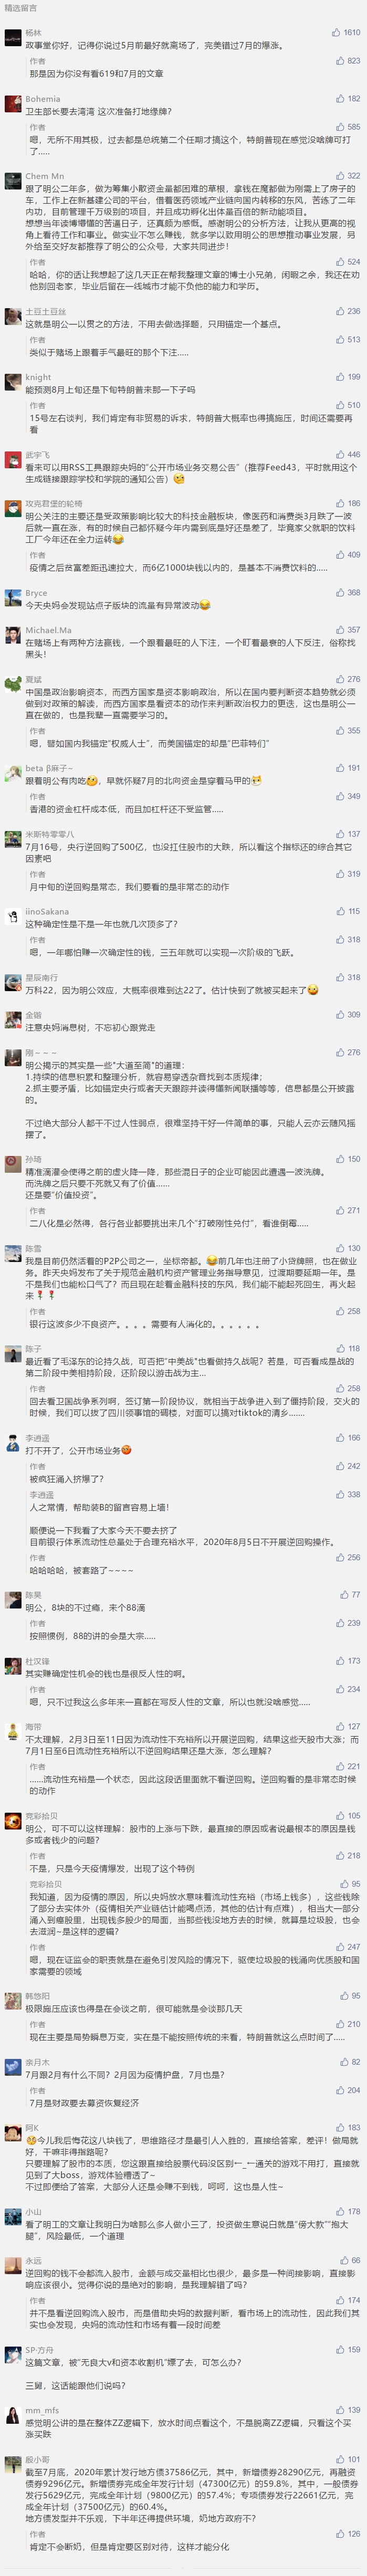 精选留言
杨林
1610
政事堂你好，记得你说过5月前最好就离场了，完美错过7月的爆涨。
作者
823
那是因为你没有看619和7月的文章
Bohemia
182
卫生部长要去湾湾 这次准备打地缘牌？
作者
585
嗯，无所不用其极，过去都是总统第二个任期才搞这个，特朗普现在感觉没啥牌可打
了.....
Chem Mn
322
跟了明公二年多，做为筹集小散资金量都困难的草根，拿钱在魔都做为刚需上了房子的
车，工作上在新基建公司的平台，借着医药领域产业链向国内转移的东风，苦练了二年
内功，目前管理千万级别的项目，并且成功孵化出体量百倍的新动能项目。
想想当年读博懵懂的苦逼日子，还真颇为感慨。感谢明公的分析方法，让我从更高的视
角上看待工作和事业。做实业不怎么赚钱，就多学以致用明公的思想推动事业发展，另
外给至交好友都推荐了明公的公众号，大家共同进步！
作者
524
哈哈，你的话让我想起了这几天正在帮我整理文章的博士小兄弟，闲暇之余，我还在劝
他别回老家，毕业后留在一线城市才能不负他的能力和学历。
土豆土豆丝
236
这就是明公一以贯之的方法，不用去做选择题，只用锚定一个基点。
作者
513
类似于赌场上跟着手气最旺的那个下注.....
knight
199
能预测8月上旬还是下旬特朗普来那一下子吗
作者
510
15号左右谈判，我们肯定有非贸易的诉求，特朗普大概率也得搞施压，时间还需要再
看
武宇飞
446
看来可以用RSS工具跟踪央妈的“公开市场业务交易公告”（推荐Feed43，平时就用这个
生成链接跟踪学校和学院的通知公告）
攻克君堡的轮椅
186
明公关注的主要还是受政策影响比较大的科技金融板块，像医药和消费类3月跌了一波
后就一直在涨，有的时候自己都怀疑今年内需到底是好还是差了，毕竟家父就职的饮料
工厂今年还在全力运转
作者
409
疫情之后贫富差距迅速拉大，而6亿1000块钱以内的，是基本不消费饮料的.....
Bryce
368
今天央妈会发现站点子版块的流量有异常波动
Michael.Ma
357
在赌场上有两种方法赢钱，一个跟着最旺的人下注，一个盯着最衰的人下反注，俗称找
黑头！
夏斌
276
中国是政治影响资本，而西方国家是资本影响政治，所以在国内要判断资本趋势就必须
做到对政策的解读，而西方国家是看资本的动作来判断政治权力的更迭，这也是明公一
直在做的，也是我辈一直需要学习的。
作者
355
嗯，譬如国内我锚定“权威人士”，而美国锚定的却是“巴菲特们”
beta β麻子~
191
跟着明公有肉吃，早就怀疑7月的北向资金是穿着马甲的
作者
349
香港的资金杠杆成本低，而且加杠杆还不受监管.....
米斯特零零八
137
7月16号，央行逆回购了500亿，也没扛住股市的大跌，所以看这个指标还的综合其它
因素吧
作者
319
月中旬的逆回购是常态，我们要看的是非常态的动作
iinoSakana
115
这种确定性是不是一年也就几次顶多了？
作者
318
嗯，一年哪怕赚一次确定性的钱，三五年就可以实现一次阶级的飞跃。
星辰南行
318
万科22，因为明公效应，大概率很难到达22了。估计快到了就被买起来了
金锴
309
注意央妈消息树，不忘初心跟党走
刚~~~
276
明公揭示的其实是一些"大道至简"的道理：
1.持续的信息积累和整理分析，就容易穿透杂音找到本质规律；
2.抓主要矛盾，比如锚定央行或者天天跟踪并读得懂新闻联播等等，信息都是公开披露
的。
不过绝大部分人都干不过人性弱点，很难坚持干好一件简单的事，只能人云亦云随风摇
摆了。
孙琦
150
精准滴灌会使得之前的虚火降一降，那些混日子的企业可能因此遭遇一波洗牌。
而洗牌之后只要不死就又有了价值......
还是要“价值投资”。
作者
271
二八化是必然得，各行各业都要挑出来几个“打破刚性兑付”，看谁倒霉.....
陈雪
130
我是目前仍然活着的P2P公司之一，坐标帝都。前几年也注册了小贷牌照，也在做业
务。昨天央妈发布了关于规范金融机构资产管理业务指导意见，过渡期要延期一年。是
不是我们也能松口气了？而且现在趁着金融科技的东风，我们能不能起死回生，再火起
来
作者
258
银行这波多少不良资产。。。。需要有人消化的。。。。。。
陈子
118
最近看了毛泽东的论持久战，可否把"中美战"也看做持久战呢？若是，可否看成是战的
第二阶段中美相持阶段，还阶段以游击战为主...
作者
258
回去看卫国战争系列啊，签订第一阶段协议，就相当于战争进入到了僵持阶段，交火的
时候，我们可以拔了四川领事馆的碉楼，对面可以搞对tiktok的清乡.......
李逍遥
166
打不开了，公开市场业务
作者
242
被疯狂涌入挤爆了？
李逍遥
338
人之常情，帮助装B的留言容易上墙！
顺便说一下我看了大家今天不要去挤了
目前银行体系流动性总量处于合理充裕水平，2020年8月5日不开展逆回购操作。
作者
256
哈哈哈哈，被套路了~~~~
陈昊
77
明公，8块的不过瘾，来个88滴
作者
239
按照惯例，88的讲的会是大宗.....
杜汉锋
173
其实赚确定性机会的钱也是很反人性的啊。
作者
234
嗯，只不过我这么多年来一直都在写反人性的文章，所以也就没啥感觉.....
海带
127
不太理解，2月3日至11日因为流动性不充裕所以开展逆回购，结果这些天股市大涨；而
7月1日至6日流动性充裕所以不逆回购结果还是大涨，怎么理解？
作者
221
......流动性充裕是一个状态，因此这段话里面就不看逆回购。逆回购看的是非常态时候
的动作
竞彩拾贝
105
明公，可不可以这样理解：股市的上涨与下跌，最直接的原因或者说最根本的原因是钱
多或者钱少的问题？
作者
218
不是，只是今天疫情爆发，出现了这个特例
竞彩拾贝
95
我知道，因为疫情的原因，所以央妈放水意味着流动性充裕（市场上钱多），这些钱除
了部分去实体外（疫情相关产业链估计能喝点汤，其他的估计有点难），相当大一部分
涌入到瘪股里，出现钱多股少的局面，当那些钱没地方去的时候，就算是垃圾股，也会
去滋润~是这样的逻辑？
作者
247
嗯，现在证监会的职责就是在避免引发风险的情况下，驱使垃圾股的钱涌向优质股和国
家需要的领域
韩悠阳
95
极限施压应该也得是在会谈之前，很可能就是会谈那几天
作者
210
现在主要是局势瞬息万变，实在是不能按照传统的来看，特朗普就这么点时间了.....
余月木
82
7月跟2月有什么不同？2月因为疫情护盘，7月也是？
作者
204
7月是财政要去募资恢复经济
阿K
183
今儿我后悔花这八块钱了，思维路径才是最引人入胜的，直接给答案，差评！做局就
好，干嘛非得指路呢？
只要理解了股市的本质，您这跟直接给股票代码没区别←_←通关的游戏不用打，直接就
见到了大boss，游戏体验糟透了~
不过即便给了答案，大部分人还是会赚不到钱，呵呵，这也是人性~
小山
178
看了明工的文章让我明白为啥那么多人做小三了，投资做生意说白就是“傍大款”“抱大
腿”，风险最低，一个道理
永远
66
逆回购的钱不会都流入股市，金额与成交量相比也很少，最多是一种间接影响，直接影
响应该很小。觉得你说的是绝对的影响，是我理解错了吗？
作者
174
并不是看逆回购流入股市，而是借助央妈的数据判断，看市场上的流动性，因此我们其
实也会发现，央妈的流动性和市场有着一段时间差
SP·方舟
159
这篇文章，被“无良大v和资本收割机”嫖了去，可怎么办？
三舅，这话能跟他们说吗？
mm_mfs
139
感觉明公讲的是在整体ZZ逻辑下，放水时间点看这个，不是脱离ZZ逻辑，只看这个买
涨买跌
殷小哥
101
截至7月底，2020年累计发行地方债37586亿元，其中，新增债券28290亿元，再融资
债券9296亿元。新增债券完成全年发行计划（47300亿元）的59.8%，其中，一般债券
发行5629亿元，完成全年计划（9800亿元）的57.4%；专项债券发行22661亿元，完
成全年计划（37500亿元）的60.4%。
地方债发型并不乐观，下半年还得提供环境，奶地方政府不？
作者
126
肯定不会断奶，但是肯定要区别对待，这样才能分化